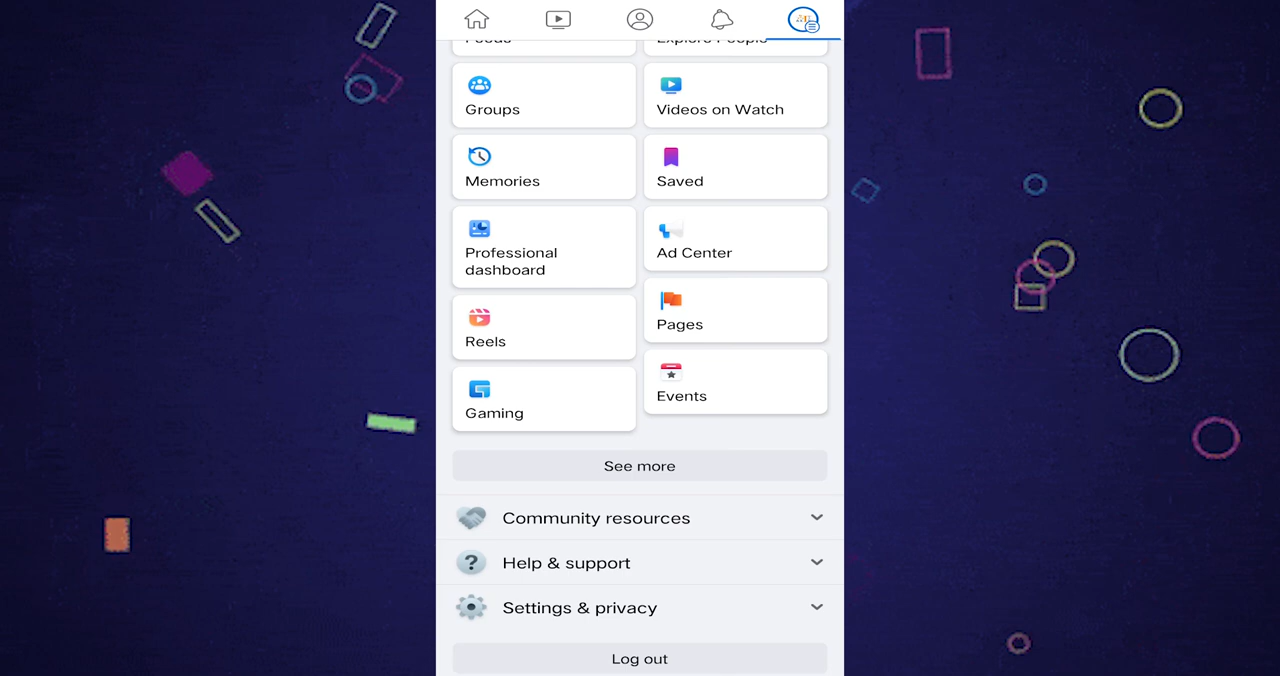 Groups
Videos on Watch
Memories
Saved
Professional
dashboard
Ad Center
Reels
Pages
Gaming
Events
See more
Community resources
Help & support
Settings & privacy
Log out